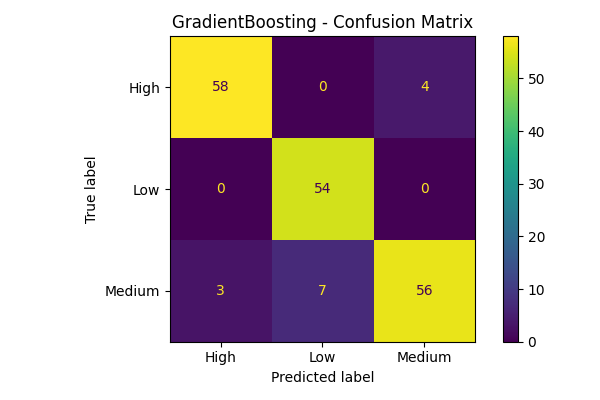 GradientBoosting - Confusion Matrix
True label
High
58
0
4
Low
0
54
0
Medium
3
7
56
High
Low
Medium
Predicted label
50
40
30
20
10
0